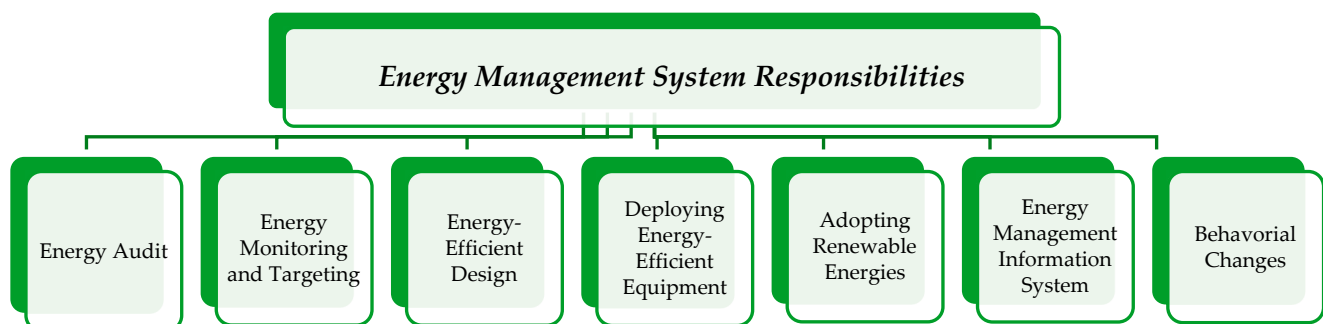 Energy Management System Responsibilities
Energy Audit
Energy
Monitoring
and Targeting
Energy-
Efficient
Design
Deploying
Energy-
Efficient
Equipment
Adopting
Renewable
Energies
Energy
Management
Information
System
Behavorial
Changes